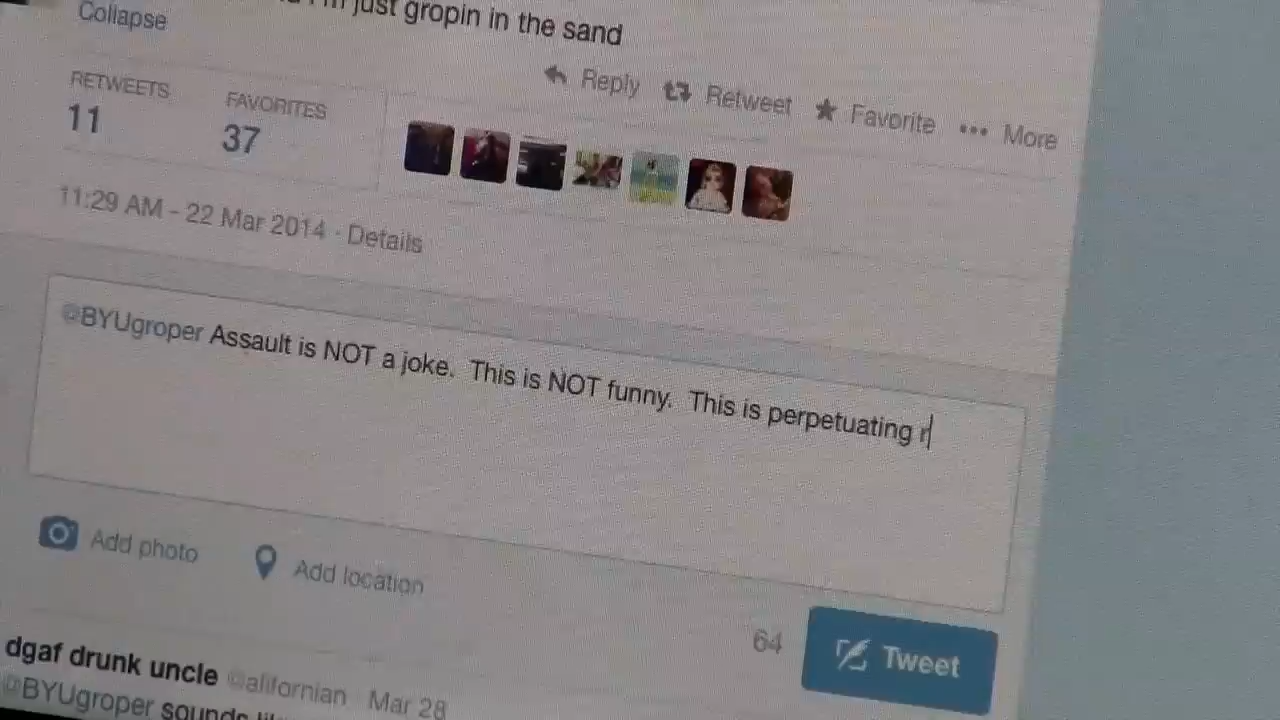 just gropin in the sand
Collapse
Reply Retweet Favorite More
RETWEETS FAVORITES
11 37
11:29 AM - 22 Mar 2014 · Details
@BYUgroper Assault is NOT a joke. This is NOT funny. This is perpetuating r
Add photo Add location
64 Tweet
dgaf drunk uncle @alifornian Mar 28
@BYUgroper sounds